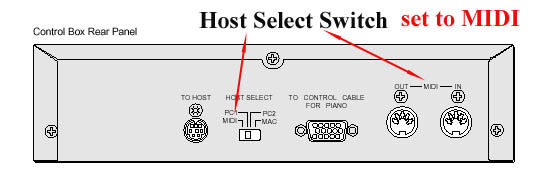 Host Select Switch set to MIDI
Control Box Rear Panel
TO HOST
HOST SELECT
PC1 PC2
MIDI MAC
TO CONTROL CABLE
FOR PIANO
OUT MIDI IN